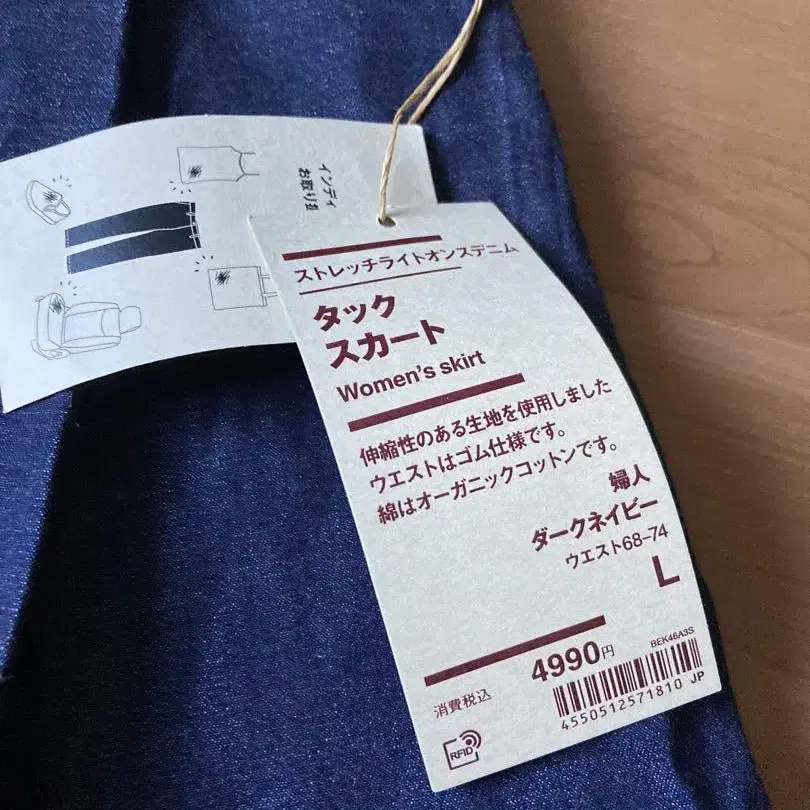 インディ
お取り扱
ストレッチライトオンスデニム
タック
スカート
Women's skirt
伸縮性のある生地を使用しました
ウエストはゴム仕様です。
綿はオーガニックコットンです。
婦人
ダークネイビー
ウエスト68–74
L
BEK46A3S
消費税込 4990円
4550512571810 JP
RFID